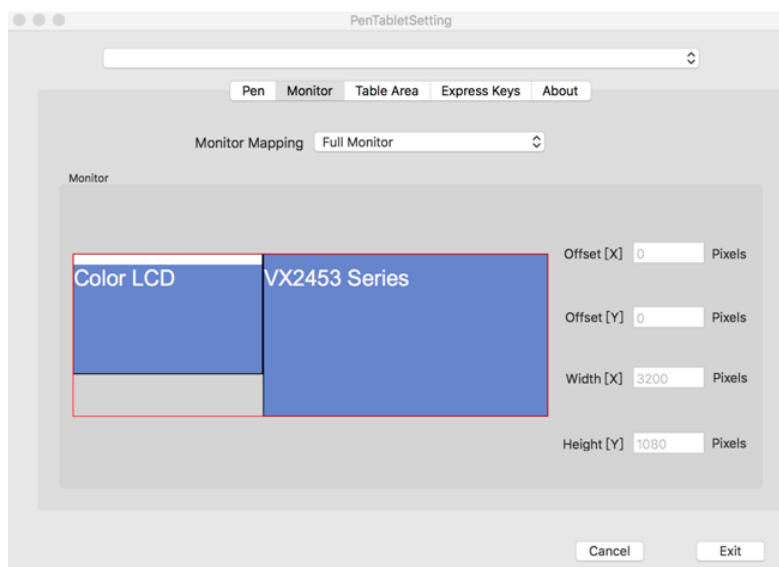 PenTabletSetting
Pen Monitor Table Area Express Keys About
Monitor Mapping Full Monitor
Monitor
Color LCD VX2453 Series
Offset [X] 0 Pixels
Offset [Y] 0 Pixels
Width [X] 3200 Pixels
Height [Y] 1080 Pixels
Cancel Exit